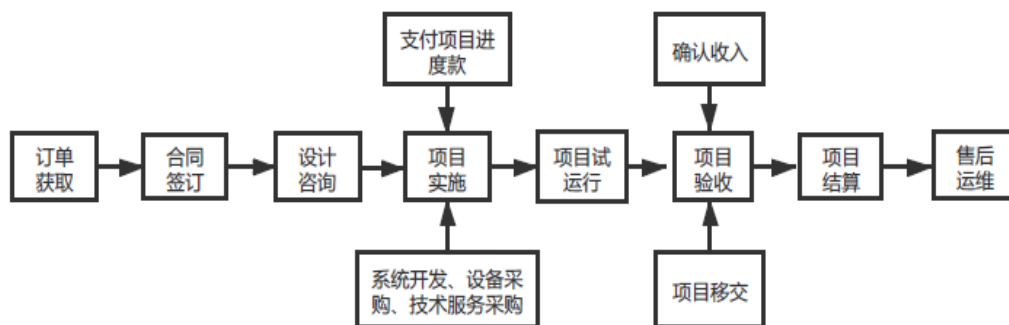 支付项目进
度款
确认收入
订单
获取
合同
签订
设计
咨询
项目
实施
项目试
运行
项目
验收
项目
结算
售后
运维
系统开发、设备采
购、技术服务采购
项目移交